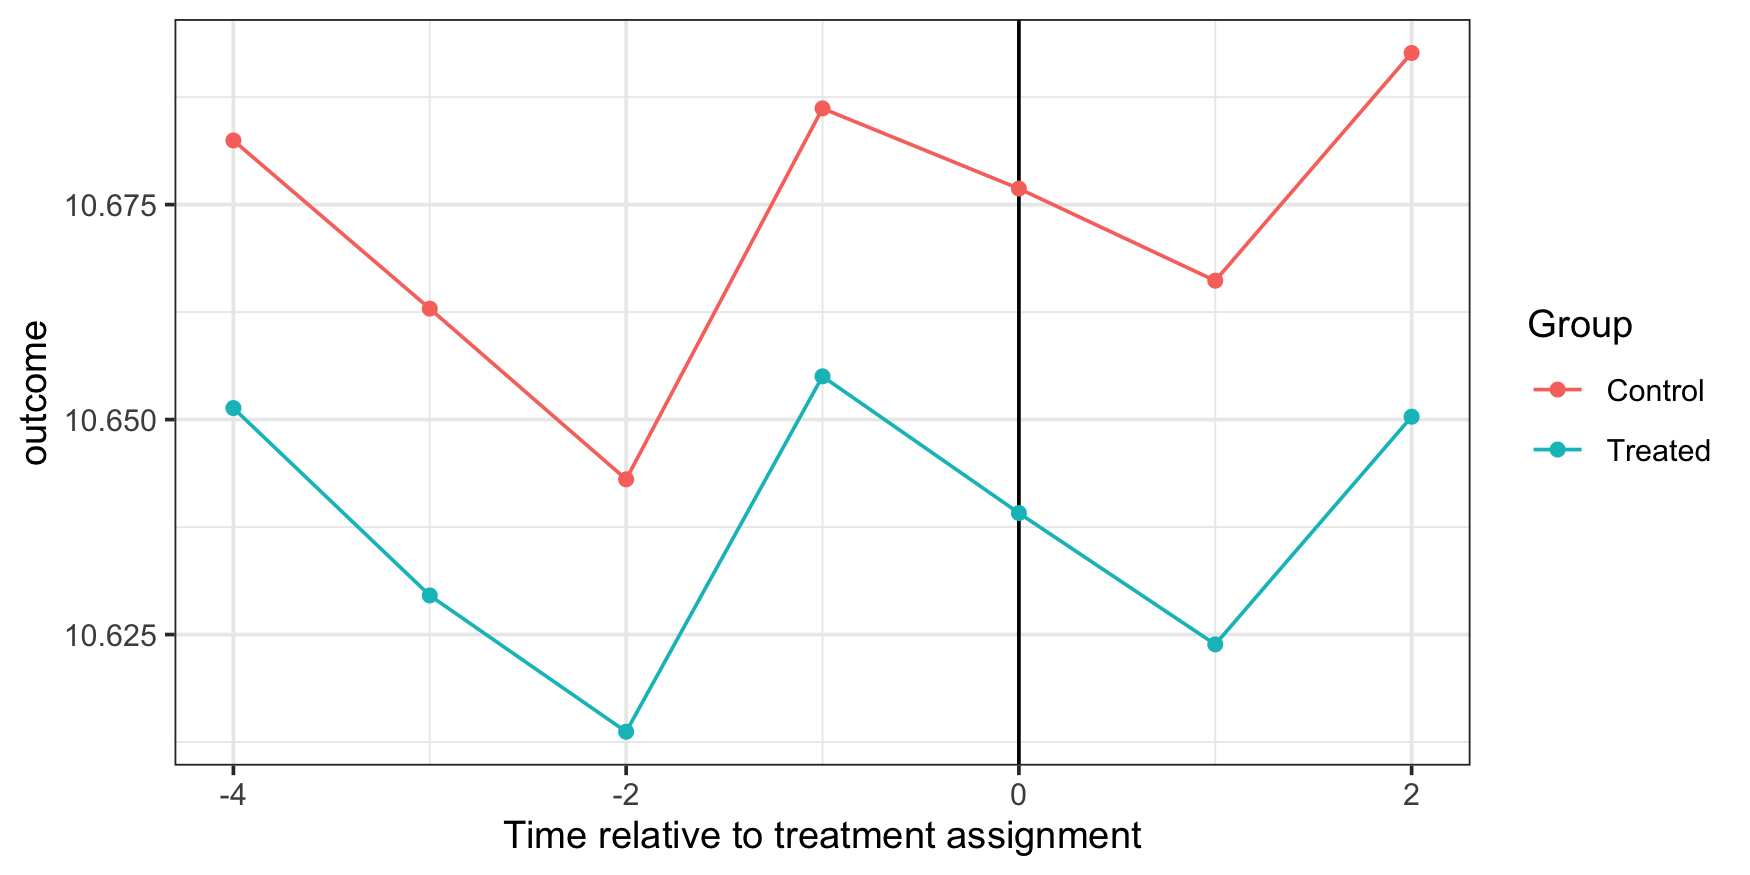 10.675
10.650
10.625
outcome
-4
-2
0
2
Time relative to treatment assignment
Group
Control
Treated